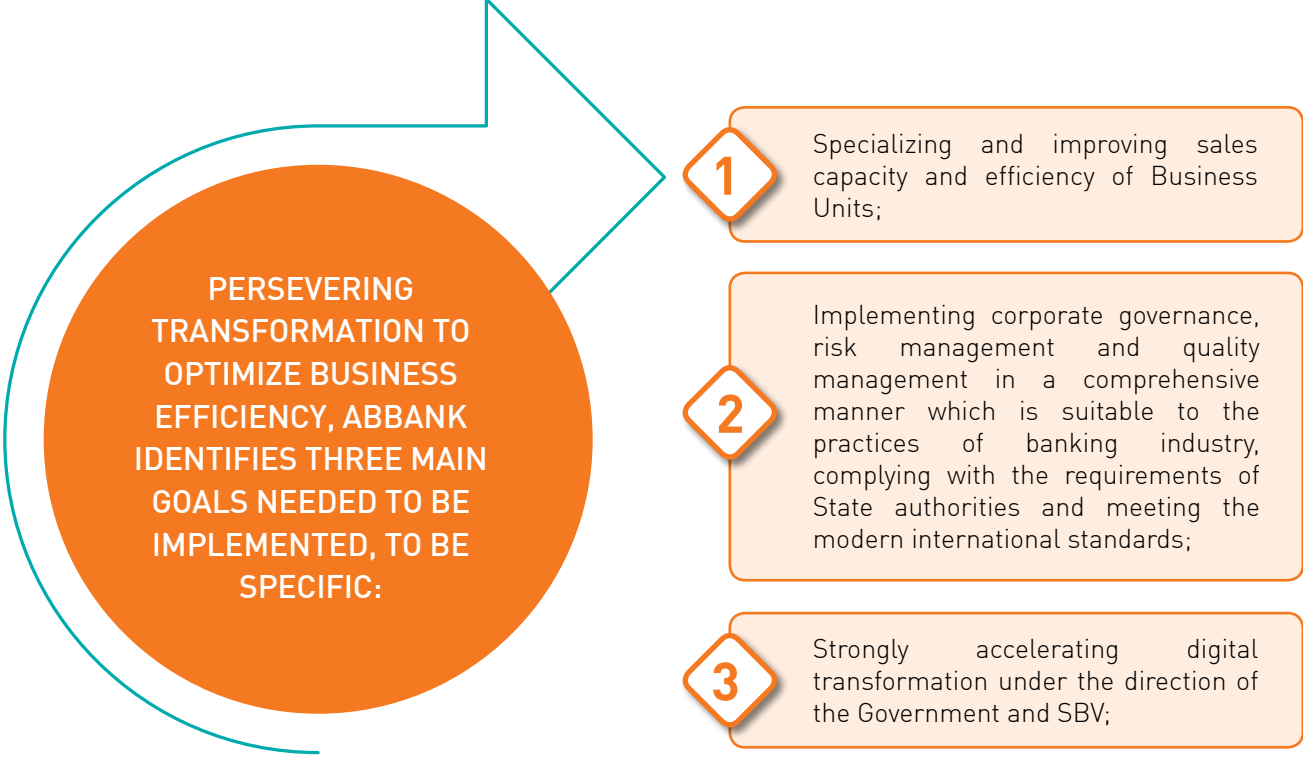 PERSEVERING
TRANSFORMATION TO
OPTIMIZE BUSINESS
EFFICIENCY, ABBANK
IDENTIFIES THREE MAIN
GOALS NEEDED TO BE
IMPLEMENTED, TO BE
SPECIFIC:
1
Specializing and improving sales
capacity and efficiency of Business
Units;
2
Implementing corporate governance,
risk management and quality
management in a comprehensive
manner which is suitable to the
practices of banking industry,
complying with the requirements of
State authorities and meeting the
modern international standards;
3
Strongly accelerating digital
transformation under the direction of
the Government and SBV;